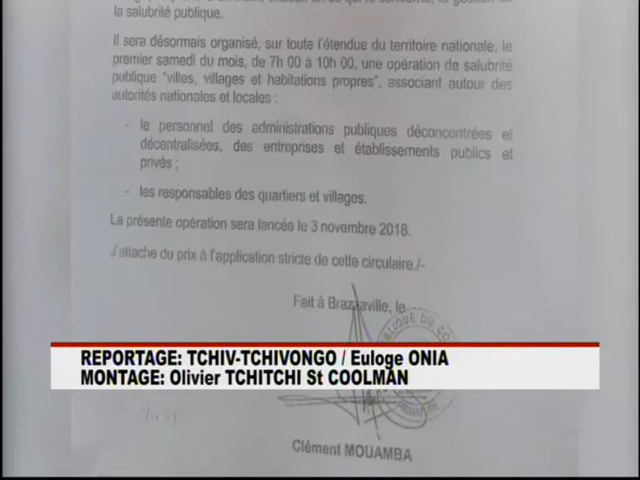 la salubrité publique.
Il sera désormais organisé, sur toute l'étendue du territoire nationale, le
premier samedi du mois, de 7h 00 à 10h 00, une opération de salubrité
publique "villes, villages et habitations propres", associant autour des
autorités nationales et locales :
- le personnel des administrations publiques déconcentrées et
décentralisées, des entreprises et établissements publics et
privés ;
- les responsables des quartiers et villages.
La présente opération sera lancée le 3 novembre 2018.
J'attache du prix à l'application stricte de cette circulaire./-
Fait à Brazzaville, le
REPORTAGE: TCHIV-TCHIVONGO / Euloge ONIA
MONTAGE: Olivier TCHITCHI St COOLMAN
Clément MOUAMBA